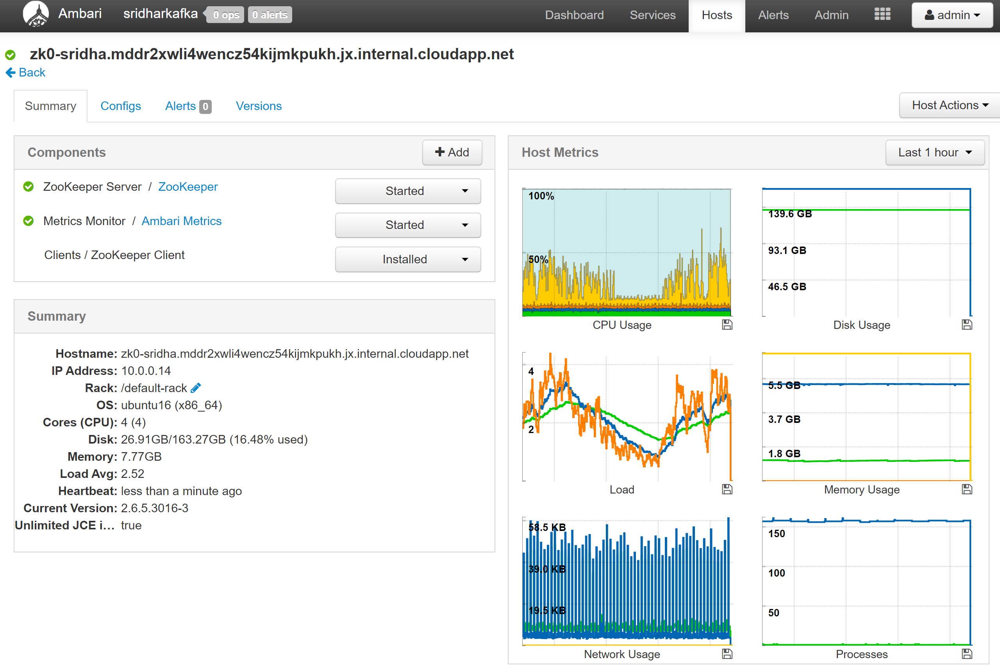 Ambari sridharkafka 0 ops 0 alerts Dashboard Services Hosts Alerts Admin admin
zk0-sridha.mddr2xwli4wencz54kijmkpukh.jx.internal.cloudapp.net
Back
Summary Configs Alerts 0 Versions Host Actions
Components Add
ZooKeeper Server / ZooKeeper Started
Metrics Monitor / Ambari Metrics Started
Clients / ZooKeeper Client Installed
Summary
Hostname: zk0-sridha.mddr2xwli4wencz54kijmkpukh.jx.internal.cloudapp.net
IP Address: 10.0.0.14
Rack: /default-rack
OS: ubuntu16 (x86_64)
Cores (CPU): 4 (4)
Disk: 26.91GB/163.27GB (16.48% used)
Memory: 7.77GB
Load Avg: 2.52
Heartbeat: less than a minute ago
Current Version: 2.6.5.3016-3
Unlimited JCE i... true
Host Metrics Last 1 hour
100%
50%
CPU Usage
139.6 GB
93.1 GB
46.5 GB
Disk Usage
4
2
Load
5.5 GB
3.7 GB
1.8 GB
Memory Usage
58.5 KB
39.0 KB
19.5 KB
Network Usage
150
100
50
Processes